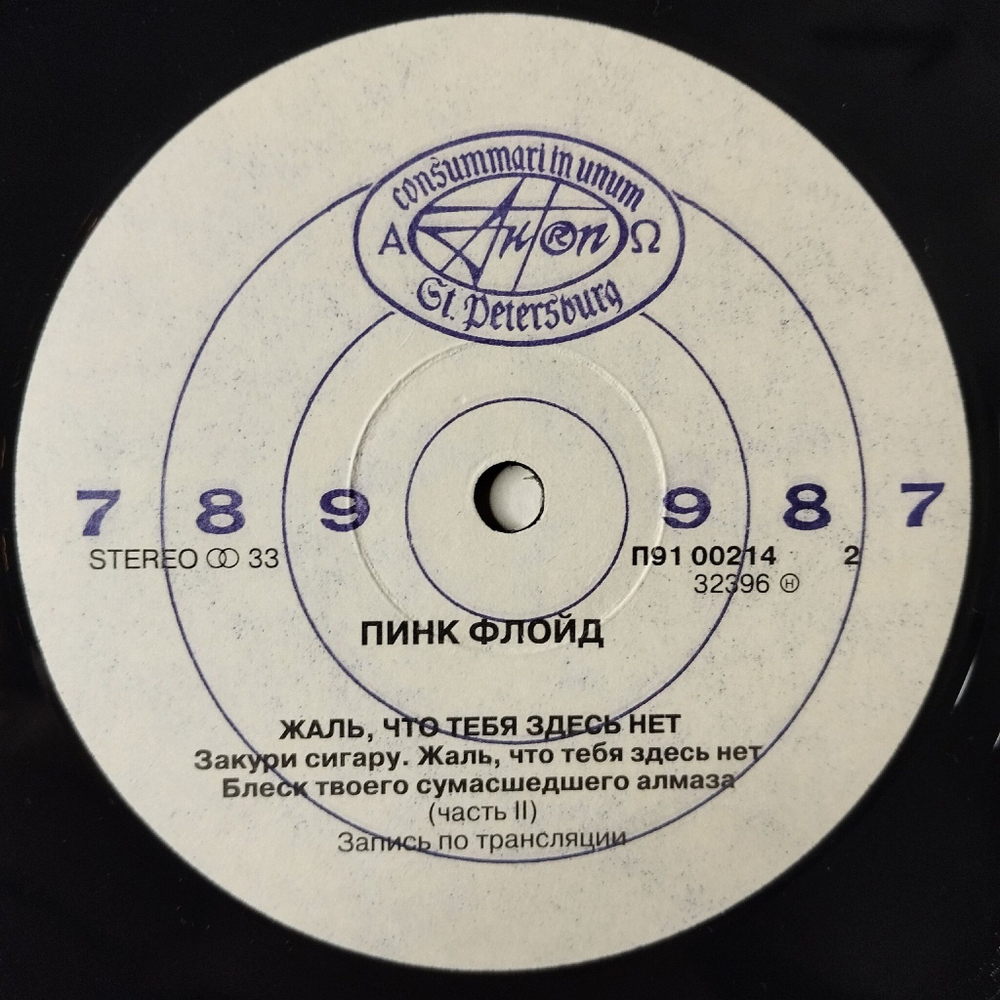 consummari in unum
Α AnTROn Ω
St. Petersburg
7 8 9 9 8 7
STEREO 33 П91 00214 2
32396 Ⓗ
ПИНК ФЛОЙД
ЖАЛЬ, ЧТО ТЕБЯ ЗДЕСЬ НЕТ
Закури сигару. Жаль, что тебя здесь нет
Блеск твоего сумасшедшего алмаза
(часть II)
Запись по трансляции